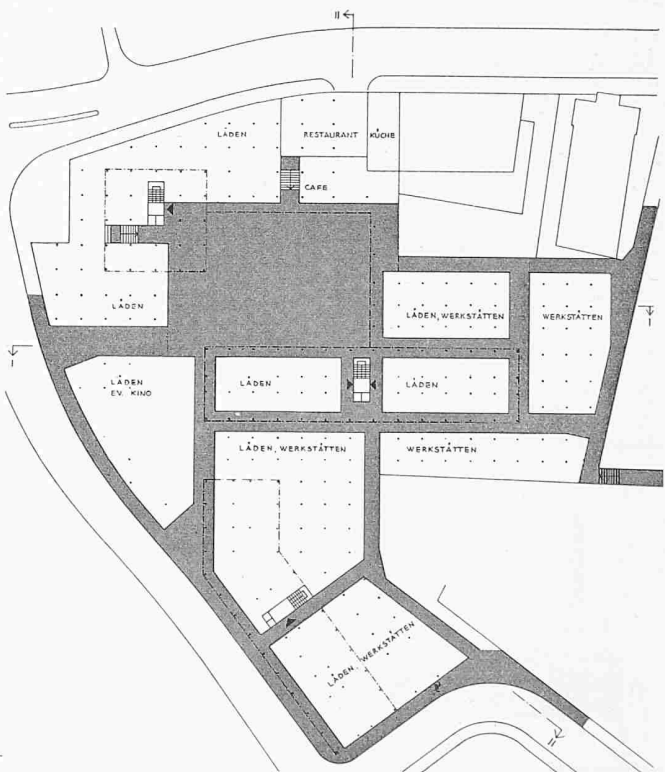 II
LÄDEN
RESTAURANT
KÜCHE
CAFE
LÄDEN
LÄDEN, WERKSTÄTTEN
WERKSTÄTTEN
I
I
LÄDEN
EV. KINO
LÄDEN
LÄDEN
LÄDEN, WERKSTÄTTEN
WERKSTÄTTEN
LÄDEN WERKSTÄTTEN
II